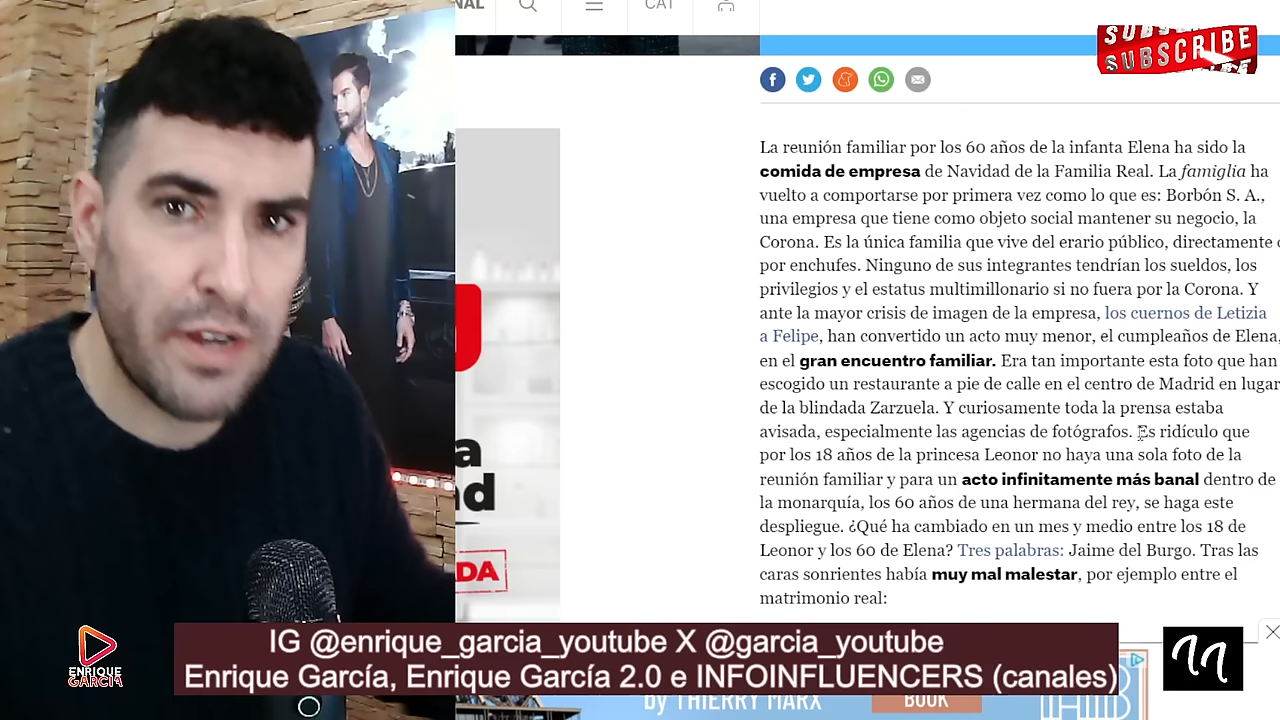 NAL
CAT
SUBSCRIBE
SUBSCRIBE
La reunión familiar por los 60 años de la infanta Elena ha sido la
comida de empresa de Navidad de la Familia Real. La famiglia ha
vuelto a comportarse por primera vez como lo que es: Borbón S. A.,
una empresa que tiene como objeto social mantener su negocio, la
Corona. Es la única familia que vive del erario público, directamente o
por enchufes. Ninguno de sus integrantes tendrían los sueldos, los
privilegios y el estatus multimillonario si no fuera por la Corona. Y
ante la mayor crisis de imagen de la empresa, los cuernos de Letizia
a Felipe, han convertido un acto muy menor, el cumpleaños de Elena,
en el gran encuentro familiar. Era tan importante esta foto que han
escogido un restaurante a pie de calle en el centro de Madrid en lugar
de la blindada Zarzuela. Y curiosamente toda la prensa estaba
avisada, especialmente las agencias de fotógrafos. Es ridículo que
por los 18 años de la princesa Leonor no haya una sola foto de la
reunión familiar y para un acto infinitamente más banal dentro de
la monarquía, los 60 años de una hermana del rey, se haga este
despliegue. ¿Qué ha cambiado en un mes y medio entre los 18 de
Leonor y los 60 de Elena? Tres palabras: Jaime del Burgo. Tras las
caras sonrientes había muy mal malestar, por ejemplo entre el
matrimonio real:
a
d
DA
IG @enrique_garcia_youtube X @garcia_youtube
Enrique García, Enrique García 2.0 e INFOINFLUENCERS (canales)
ENRIQUE
GARCÍA
by THIERRY MARX
BOOK